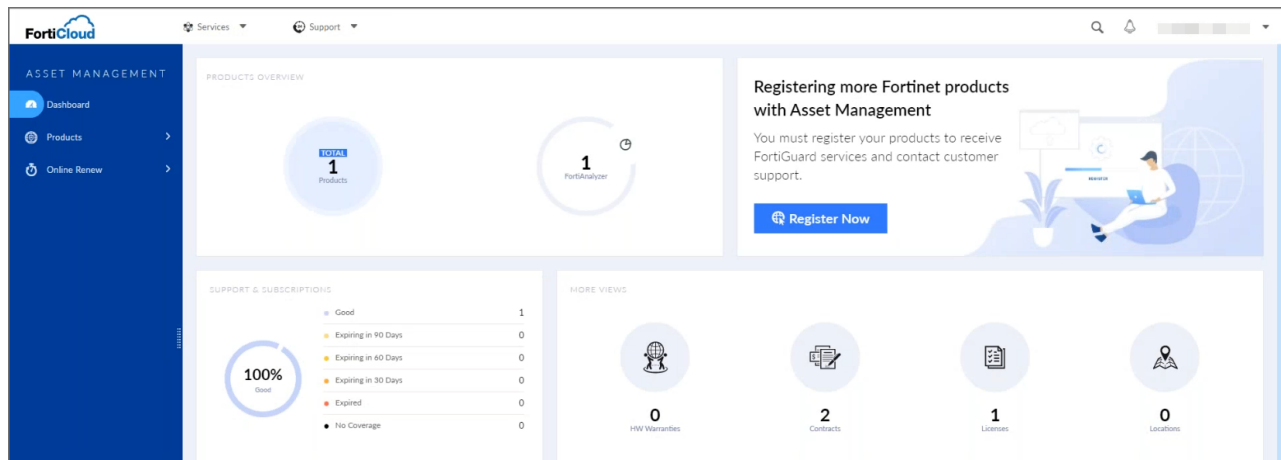 FortiCloud
Services
Support
ASSET MANAGEMENT
Dashboard
Products
Online Renew
PRODUCTS OVERVIEW
TOTAL
1
Products
1
FortiAnalyzer
Registering more Fortinet products
with Asset Management
You must register your products to receive
FortiGuard services and contact customer
support.
Register Now
REGISTER
SUPPORT & SUBSCRIPTIONS
100%
Good
Good 1
Expiring in 90 Days 0
Expiring in 60 Days 0
Expiring in 30 Days 0
Expired 0
No Coverage 0
MORE VIEWS
0
HW Warranties
2
Contracts
1
Licenses
0
Locations